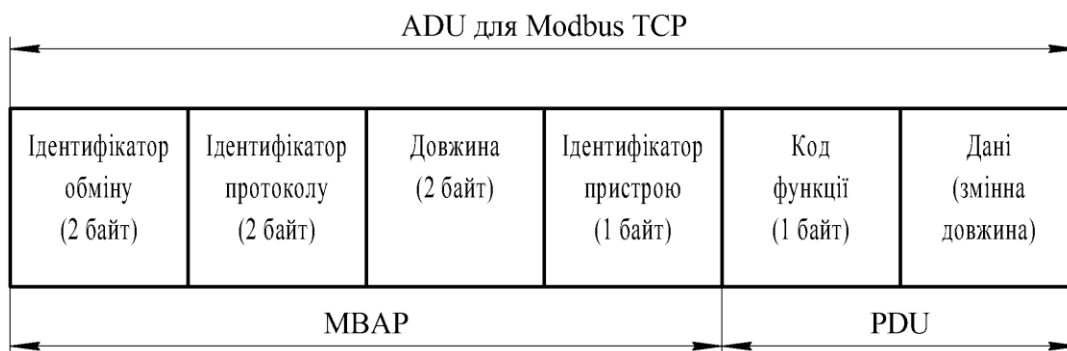 ADU для Modbus TCP
Ідентифікатор
обміну
(2 байт)
Ідентифікатор
протоколу
(2 байт)
Довжина
(2 байт)
Ідентифікатор
пристрою
(1 байт)
Код
функції
(1 байт)
Дані
(змінна
довжина)
MBAP
PDU